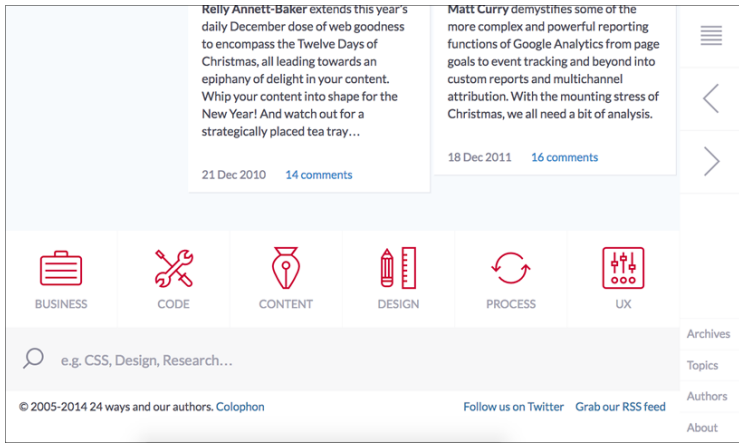 Relly Annett-Baker extends this year's
daily December dose of web goodness
to encompass the Twelve Days of
Christmas, all leading towards an
epiphany of delight in your content.
Whip your content into shape for the
New Year! And watch out for a
strategically placed tea tray…
21 Dec 2010 14 comments
Matt Curry demystifies some of the
more complex and powerful reporting
functions of Google Analytics from page
goals to event tracking and beyond into
custom reports and multichannel
attribution. With the mounting stress of
Christmas, we all need a bit of analysis.
18 Dec 2011 16 comments
BUSINESS CODE CONTENT DESIGN PROCESS UX
e.g. CSS, Design, Research…
© 2005-2014 24 ways and our authors. Colophon Follow us on Twitter Grab our RSS feed
Archives
Topics
Authors
About